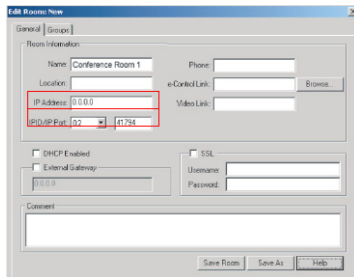 Edit Room: New
General Groups
Room Information
Name: Conference Room 1
Phone:
Location:
e-Control Link: Browse...
IP Address: 0.0.0.0
Video Link:
IPID/IP Port: 02 41794
DHCP Enabled
SSL
External Gateway
Username:
0.0.0.0
Password:
Comment
Save Room Save As Help